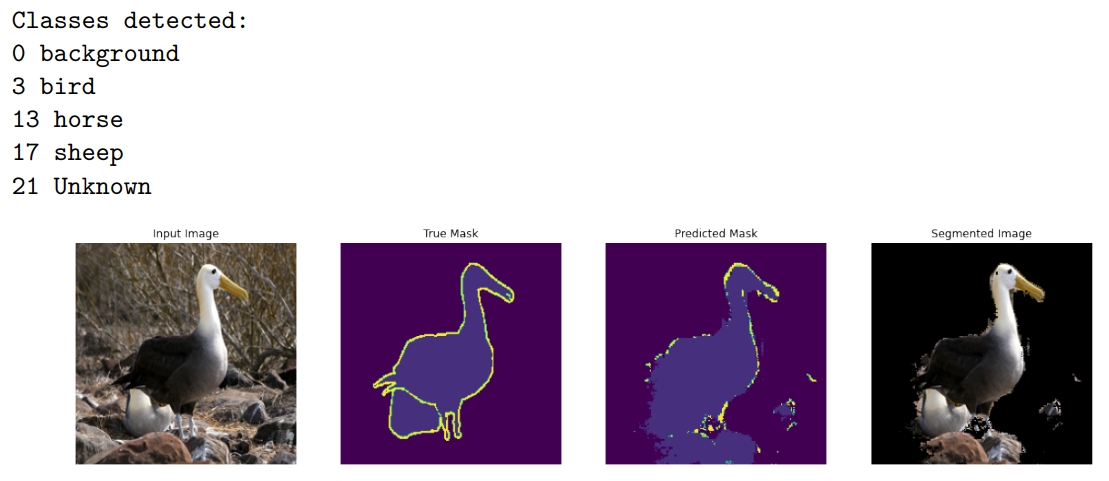 Classes detected:
0 background
3 bird
13 horse
17 sheep
21 Unknown
Input Image
True Mask
Predicted Mask
Segmented Image